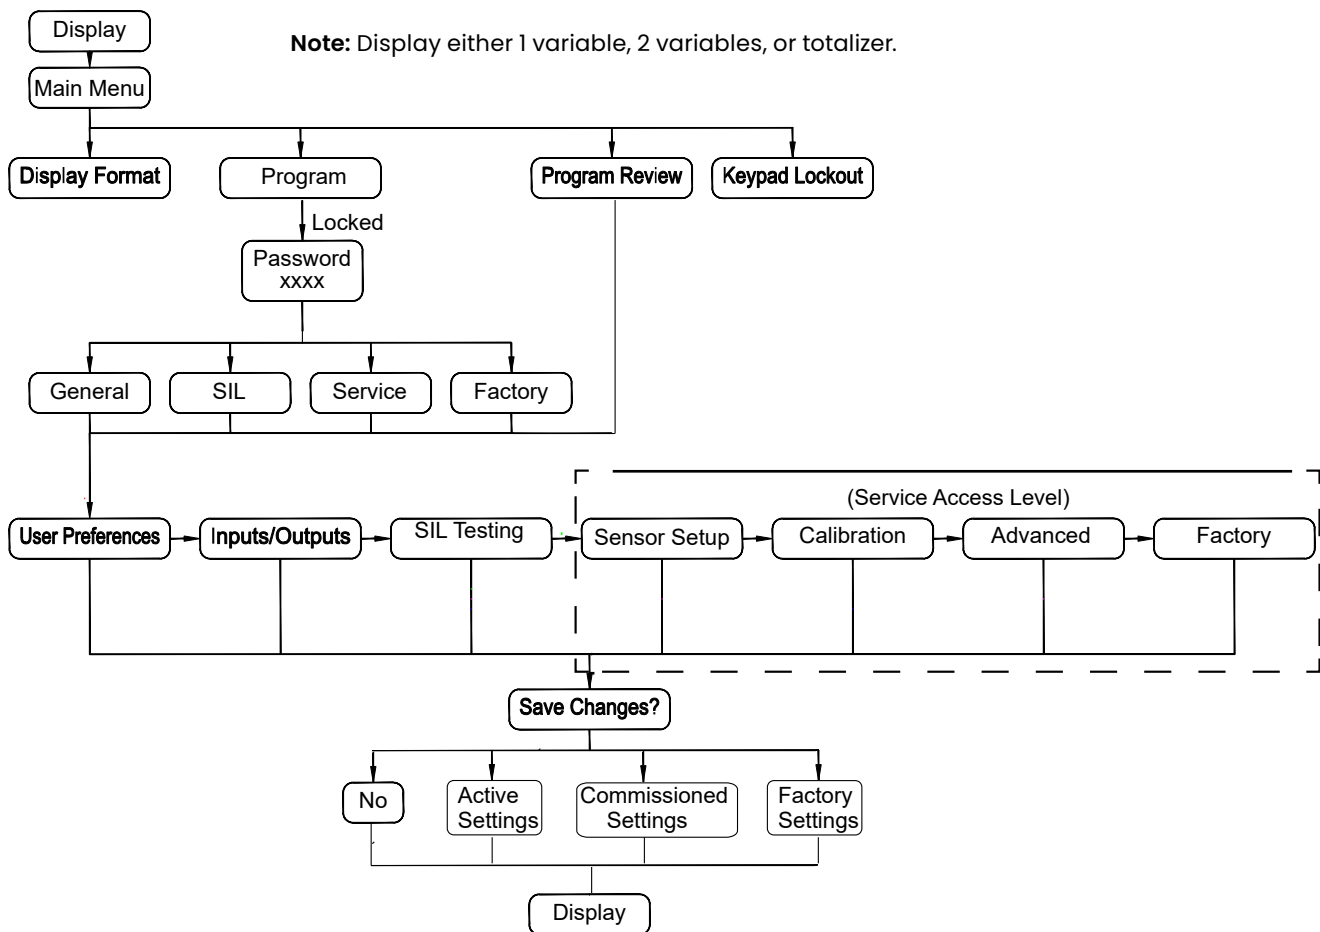 Display
Note: Display either 1 variable, 2 variables, or totalizer.
Main Menu
Display Format
Program
Program Review
Keypad Lockout
Locked
Password
xxxx
General
SIL
Service
Factory
(Service Access Level)
User Preferences
Inputs/Outputs
SIL Testing
Sensor Setup
Calibration
Advanced
Factory
Save Changes?
No
Active
Settings
Commissioned
Settings
Factory
Settings
Display